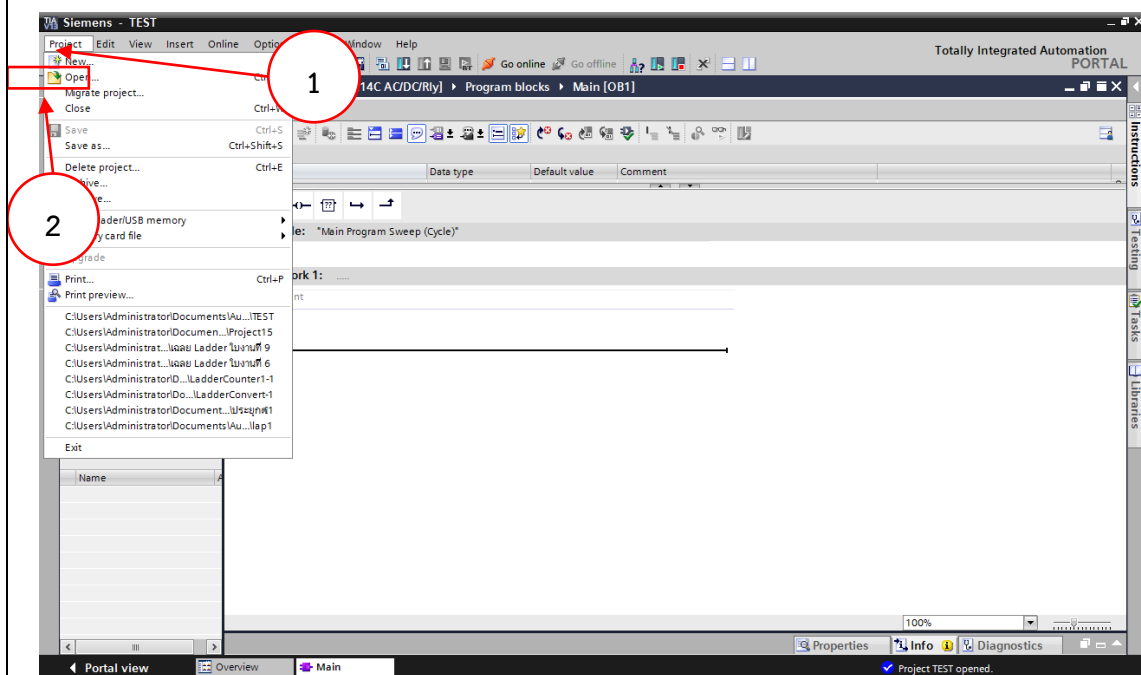 Siemens - TEST
Project Edit View Insert Online Window Help
Totally Integrated Automation
PORTAL
Go online Go offline
1
New...
Open...
14C AC/DC/Rly] Program blocks Main [OB1]
Migrate project...
Close
Save Ctrl+S
Save as... Ctrl+Shift+S
Delete project... Ctrl+E
Data type Default value Comment
2
USB memory
card file
"Main Program Sweep (Cycle)"
Print... Ctrl+P
1:
Print preview...
C:\Users\Administrator\Documents\Au...\TEST
C:\Users\Administrator\Documen...\Project15
C:\Users\Administrat...\เฉลย Ladder ใบงานที่ 9
C:\Users\Administrat...\เฉลย Ladder ใบงานที่ 6
C:\Users\Administrator\D...\LadderCounter1-1
C:\Users\Administrator\Do...\LadderConvert-1
C:\Users\Administrator\Document...\ประยุกต์1
C:\Users\Administrator\Documents\Au...\lap1
Exit
Name
Instructions
Testing
Tasks
Libraries
100%
Properties Info Diagnostics
Portal view Overview Main
Project TEST opened.